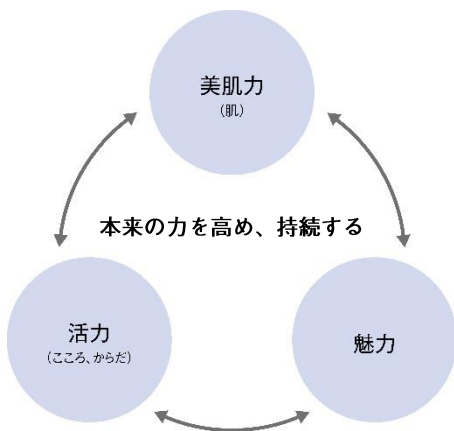 美肌力
(肌)
本来の力を高め、持続する
活力
(こころ、からだ)
魅力